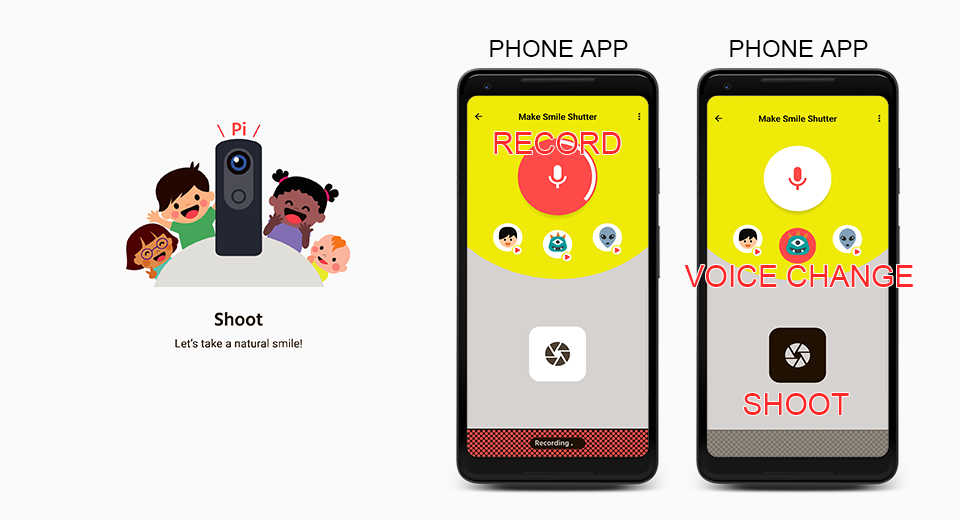 \ Pi /
Shoot
Let's take a natural smile!
PHONE APP
Make Smile Shutter
RECORD
Recording.
PHONE APP
Make Smile Shutter
VOICE CHANGE
SHOOT